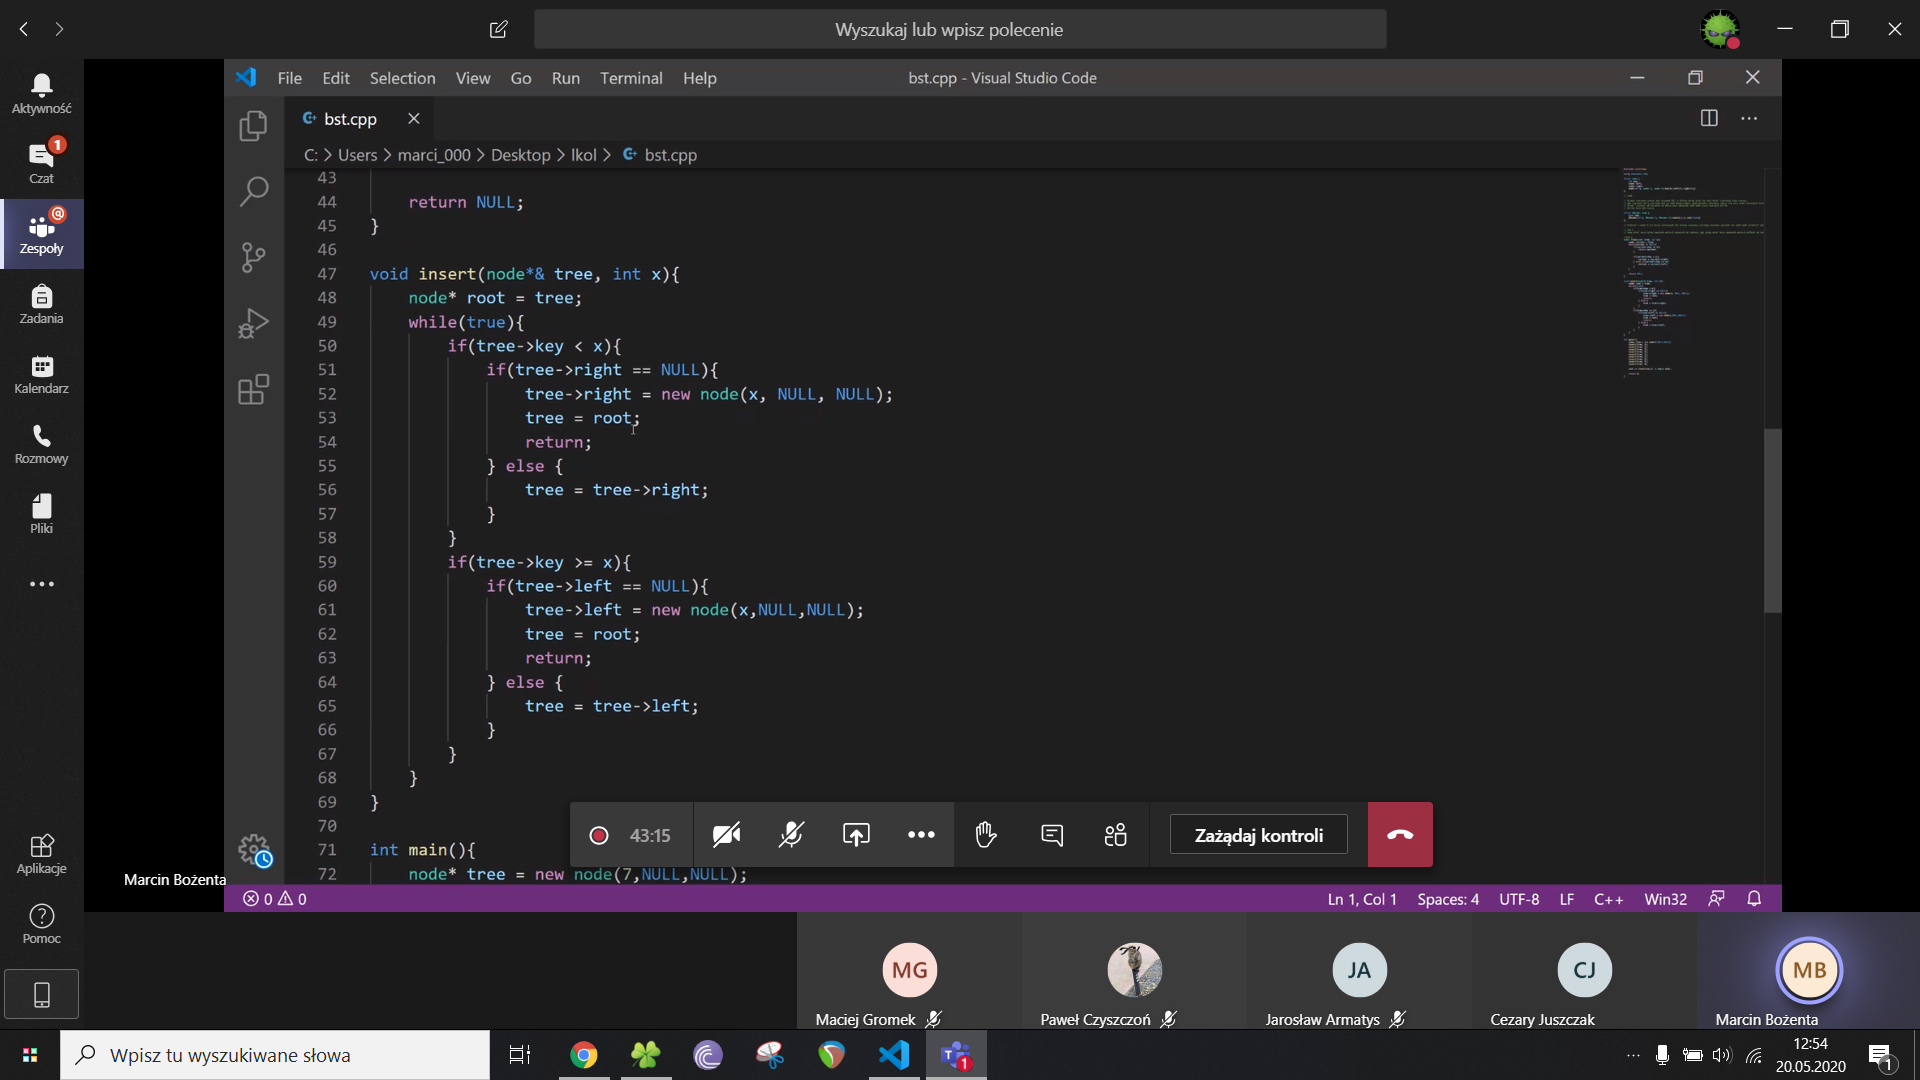 Wyszukaj lub wpisz polecenie
Aktywność
1
Czat
@
Zespoły
Zadania
Kalendarz
Rozmowy
Pliki
Aplikacje
Pomoc
File Edit Selection View Go Run Terminal Help
bst.cpp - Visual Studio Code
bst.cpp
C: > Users > marci_000 > Desktop > lkol > bst.cpp
43
44 return NULL;
45 }
46
47 void insert(node*& tree, int x){
48 node* root = tree;
49 while(true){
50 if(tree->key < x){
51 if(tree->right == NULL){
52 tree->right = new node(x, NULL, NULL);
53 tree = root;
54 return;
55 } else {
56 tree = tree->right;
57 }
58 }
59 if(tree->key >= x){
60 if(tree->left == NULL){
61 tree->left = new node(x,NULL,NULL);
62 tree = root;
63 return;
64 } else {
65 tree = tree->left;
66 }
67 }
68 }
69 }
70
71 int main(){
72 node* tree = new node(7,NULL,NULL);
43:15
Zażądaj kontroli
Marcin Bożenta
0 0
Ln 1, Col 1 Spaces: 4 UTF-8 LF C++ Win32
MG
Maciej Gromek
Paweł Czyszczoń
JA
Jarosław Armatys
CJ
Cezary Juszczak
MB
Marcin Bożenta
Wpisz tu wyszukiwane słowa
1
12:54
20.05.2020
1